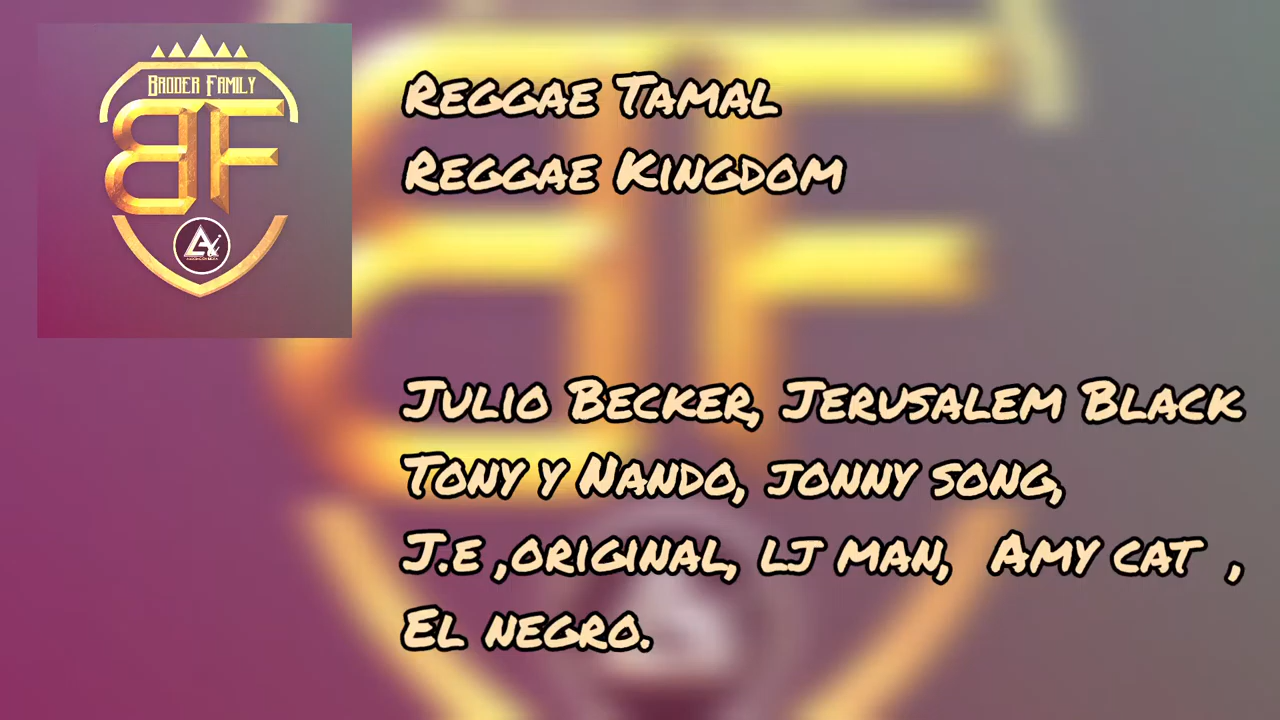 Broder Family
BF
Reggae Tamal
Reggae Kingdom
Julio Becker, Jerusalem Black
Tony y Nando, jonny song,
J.e ,original, lj man, Amy cat ,
El negro.